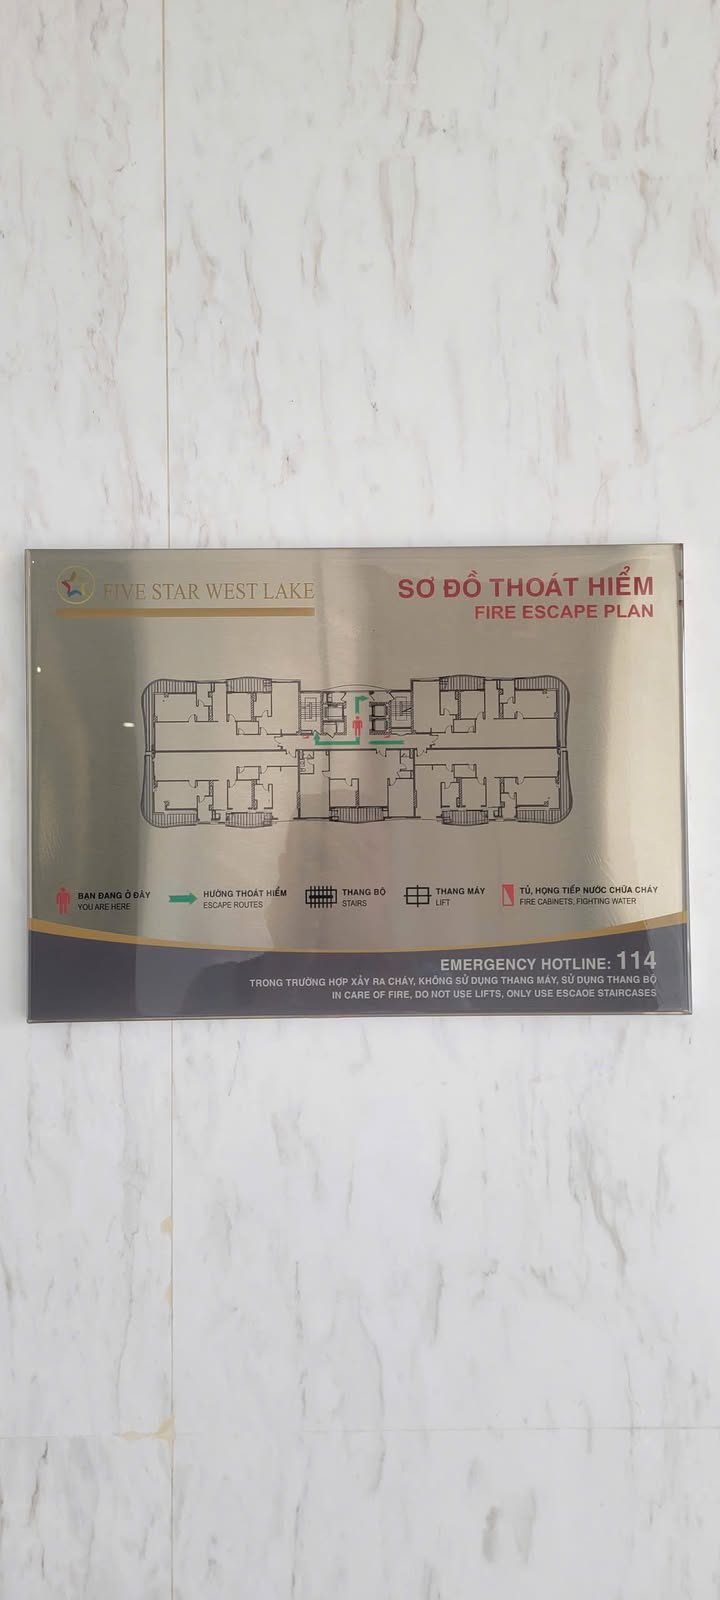 FIVE STAR WEST LAKE
SƠ ĐỒ THOÁT HIỂM
FIRE ESCAPE PLAN
BẠN ĐANG Ở ĐÂY
YOU ARE HERE
HƯỚNG THOÁT HIỂM
ESCAPE ROUTES
THANG BỘ
STAIRS
THANG MÁY
LIFT
TỦ, HỌNG TIẾP NƯỚC CHỮA CHÁY
FIRE CABINETS, FIGHTING WATER
EMERGENCY HOTLINE: 114
TRONG TRƯỜNG HỢP XẢY RA CHÁY, KHÔNG SỬ DỤNG THANG MÁY, SỬ DỤNG THANG BỘ
IN CARE OF FIRE, DO NOT USE LIFTS, ONLY USE ESCAOE STAIRCASES